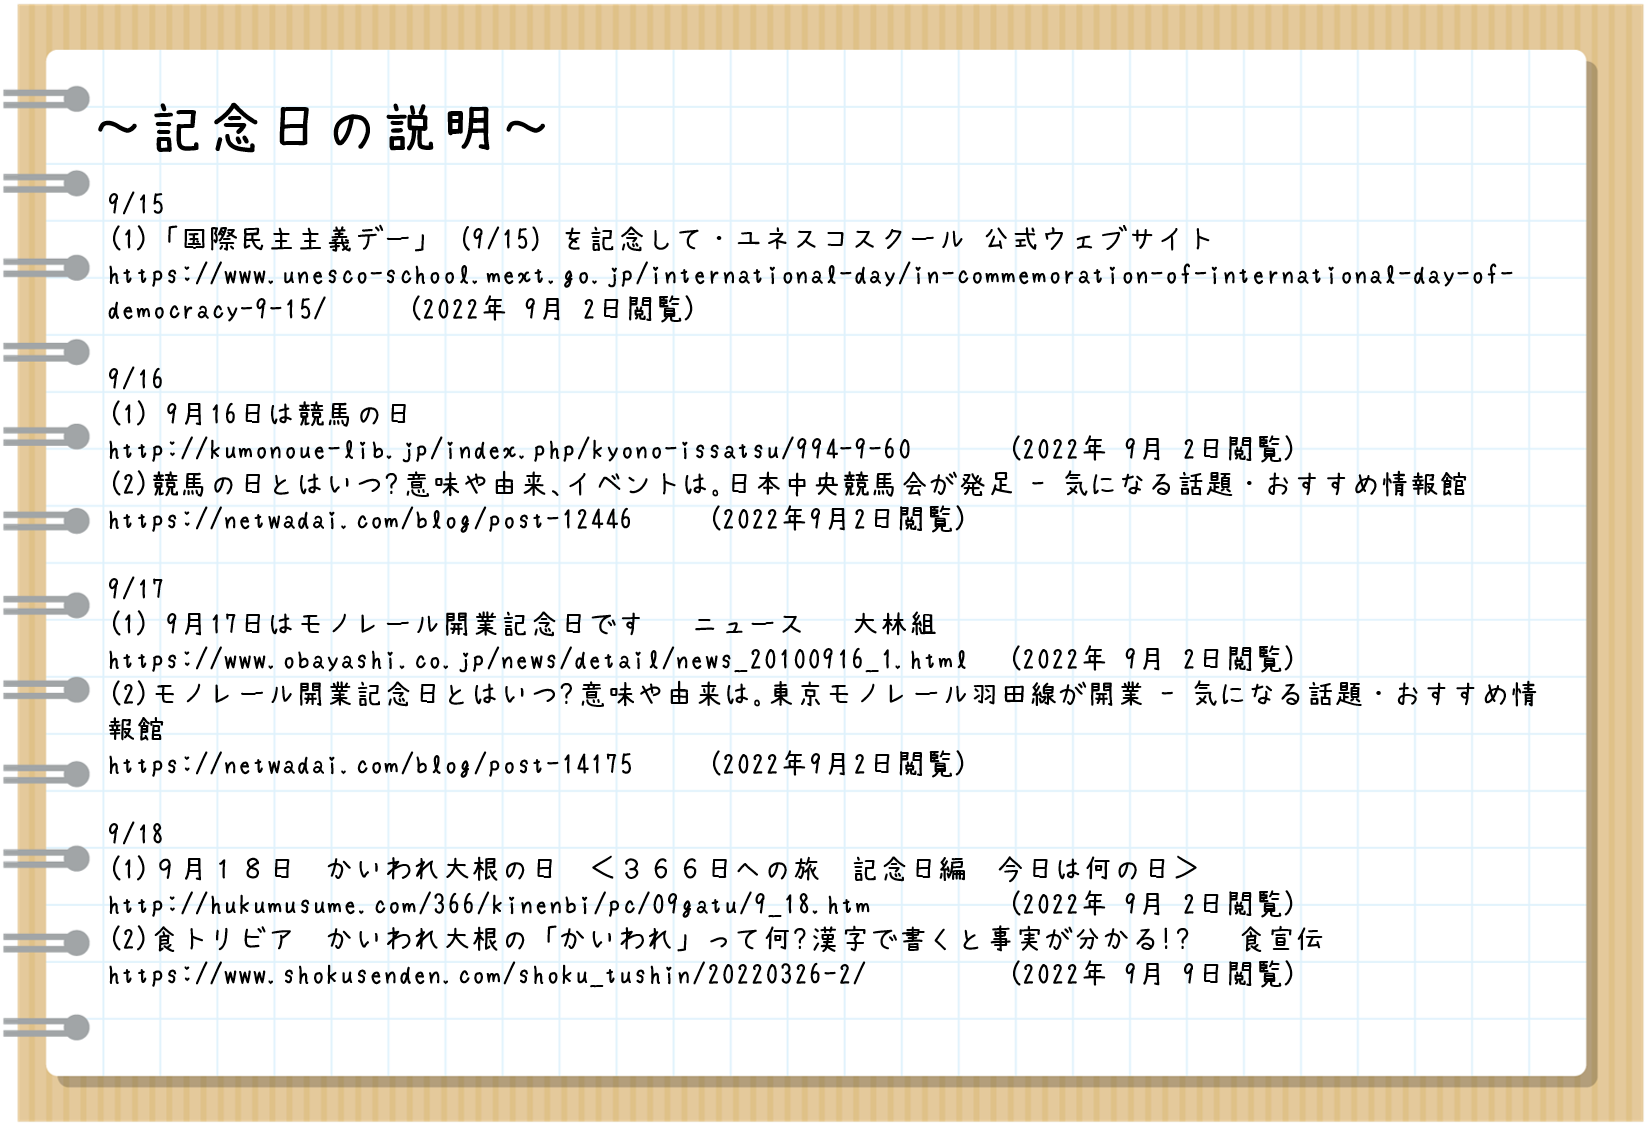 ～記念日の説明～
9/15
(1)「国際民主主義デー」 (9/15) を記念して・ユネスコスクール 公式ウェブサイト
https://www.unesco-school.mext.go.jp/international-day/in-commemoration-of-international-day-of-
democracy-9-15/ (2022年 9月 2日閲覧)
9/16
(1) 9月16日は競馬の日
http://kumonoue-lib.jp/index.php/kyono-issatsu/994-9-60 (2022年 9月 2日閲覧)
(2)競馬の日とはいつ?意味や由来､イベントは｡日本中央競馬会が発足 - 気になる話題・おすすめ情報館
https://netwadai.com/blog/post-12446 (2022年9月2日閲覧)
9/17
(1) 9月17日はモノレール開業記念日です ニュース 大林組
https://www.obayashi.co.jp/news/detail/news_20100916_1.html (2022年 9月 2日閲覧)
(2)モノレール開業記念日とはいつ?意味や由来は｡東京モノレール羽田線が開業 - 気になる話題・おすすめ情
報館
https://netwadai.com/blog/post-14175 (2022年9月2日閲覧)
9/18
(1)９月１８日　かいわれ大根の日　＜３６６日への旅　記念日編　今日は何の日＞
http://hukumusume.com/366/kinenbi/pc/09gatu/9_18.htm (2022年 9月 2日閲覧)
(2)食トリビア　かいわれ大根の「かいわれ」って何?漢字で書くと事実が分かる!? 食宣伝
https://www.shokusenden.com/shoku_tushin/20220326-2/ (2022年 9月 9日閲覧)